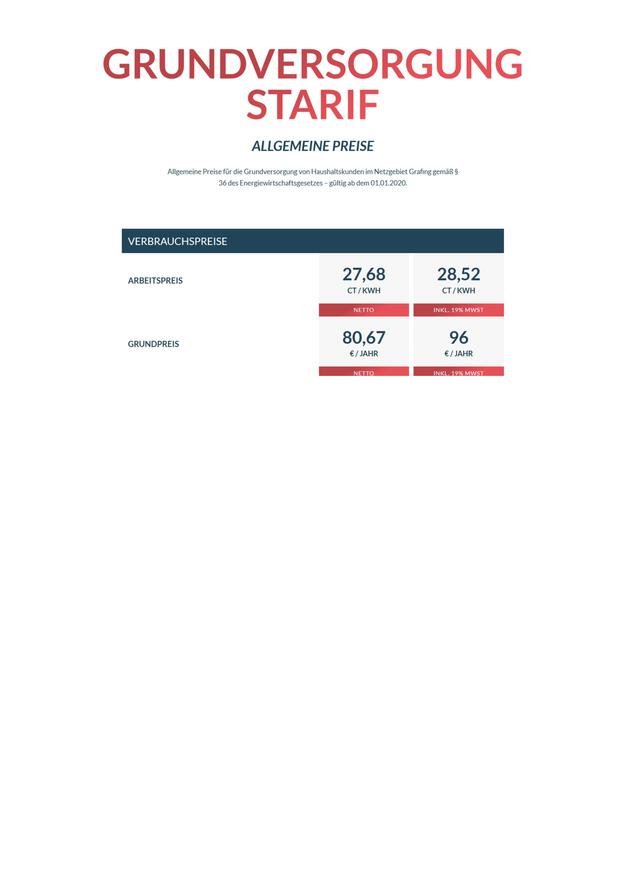 GRUNDVERSORGUNG
STARIF
ALLGEMEINE PREISE
Allgemeine Preise für die Grundversorgung von Haushaltskunden im Netzgebiet Grafing gemäß §
36 des Energiewirtschaftsgesetzes – gültig ab dem 01.01.2020.
VERBRAUCHSPREISE
ARBEITSPREIS
27,68
CT / KWH
NETTO
28,52
CT / KWH
INKL. 19% MWST
GRUNDPREIS
80,67
€ / JAHR
NETTO
96
€ / JAHR
INKL. 19% MWST